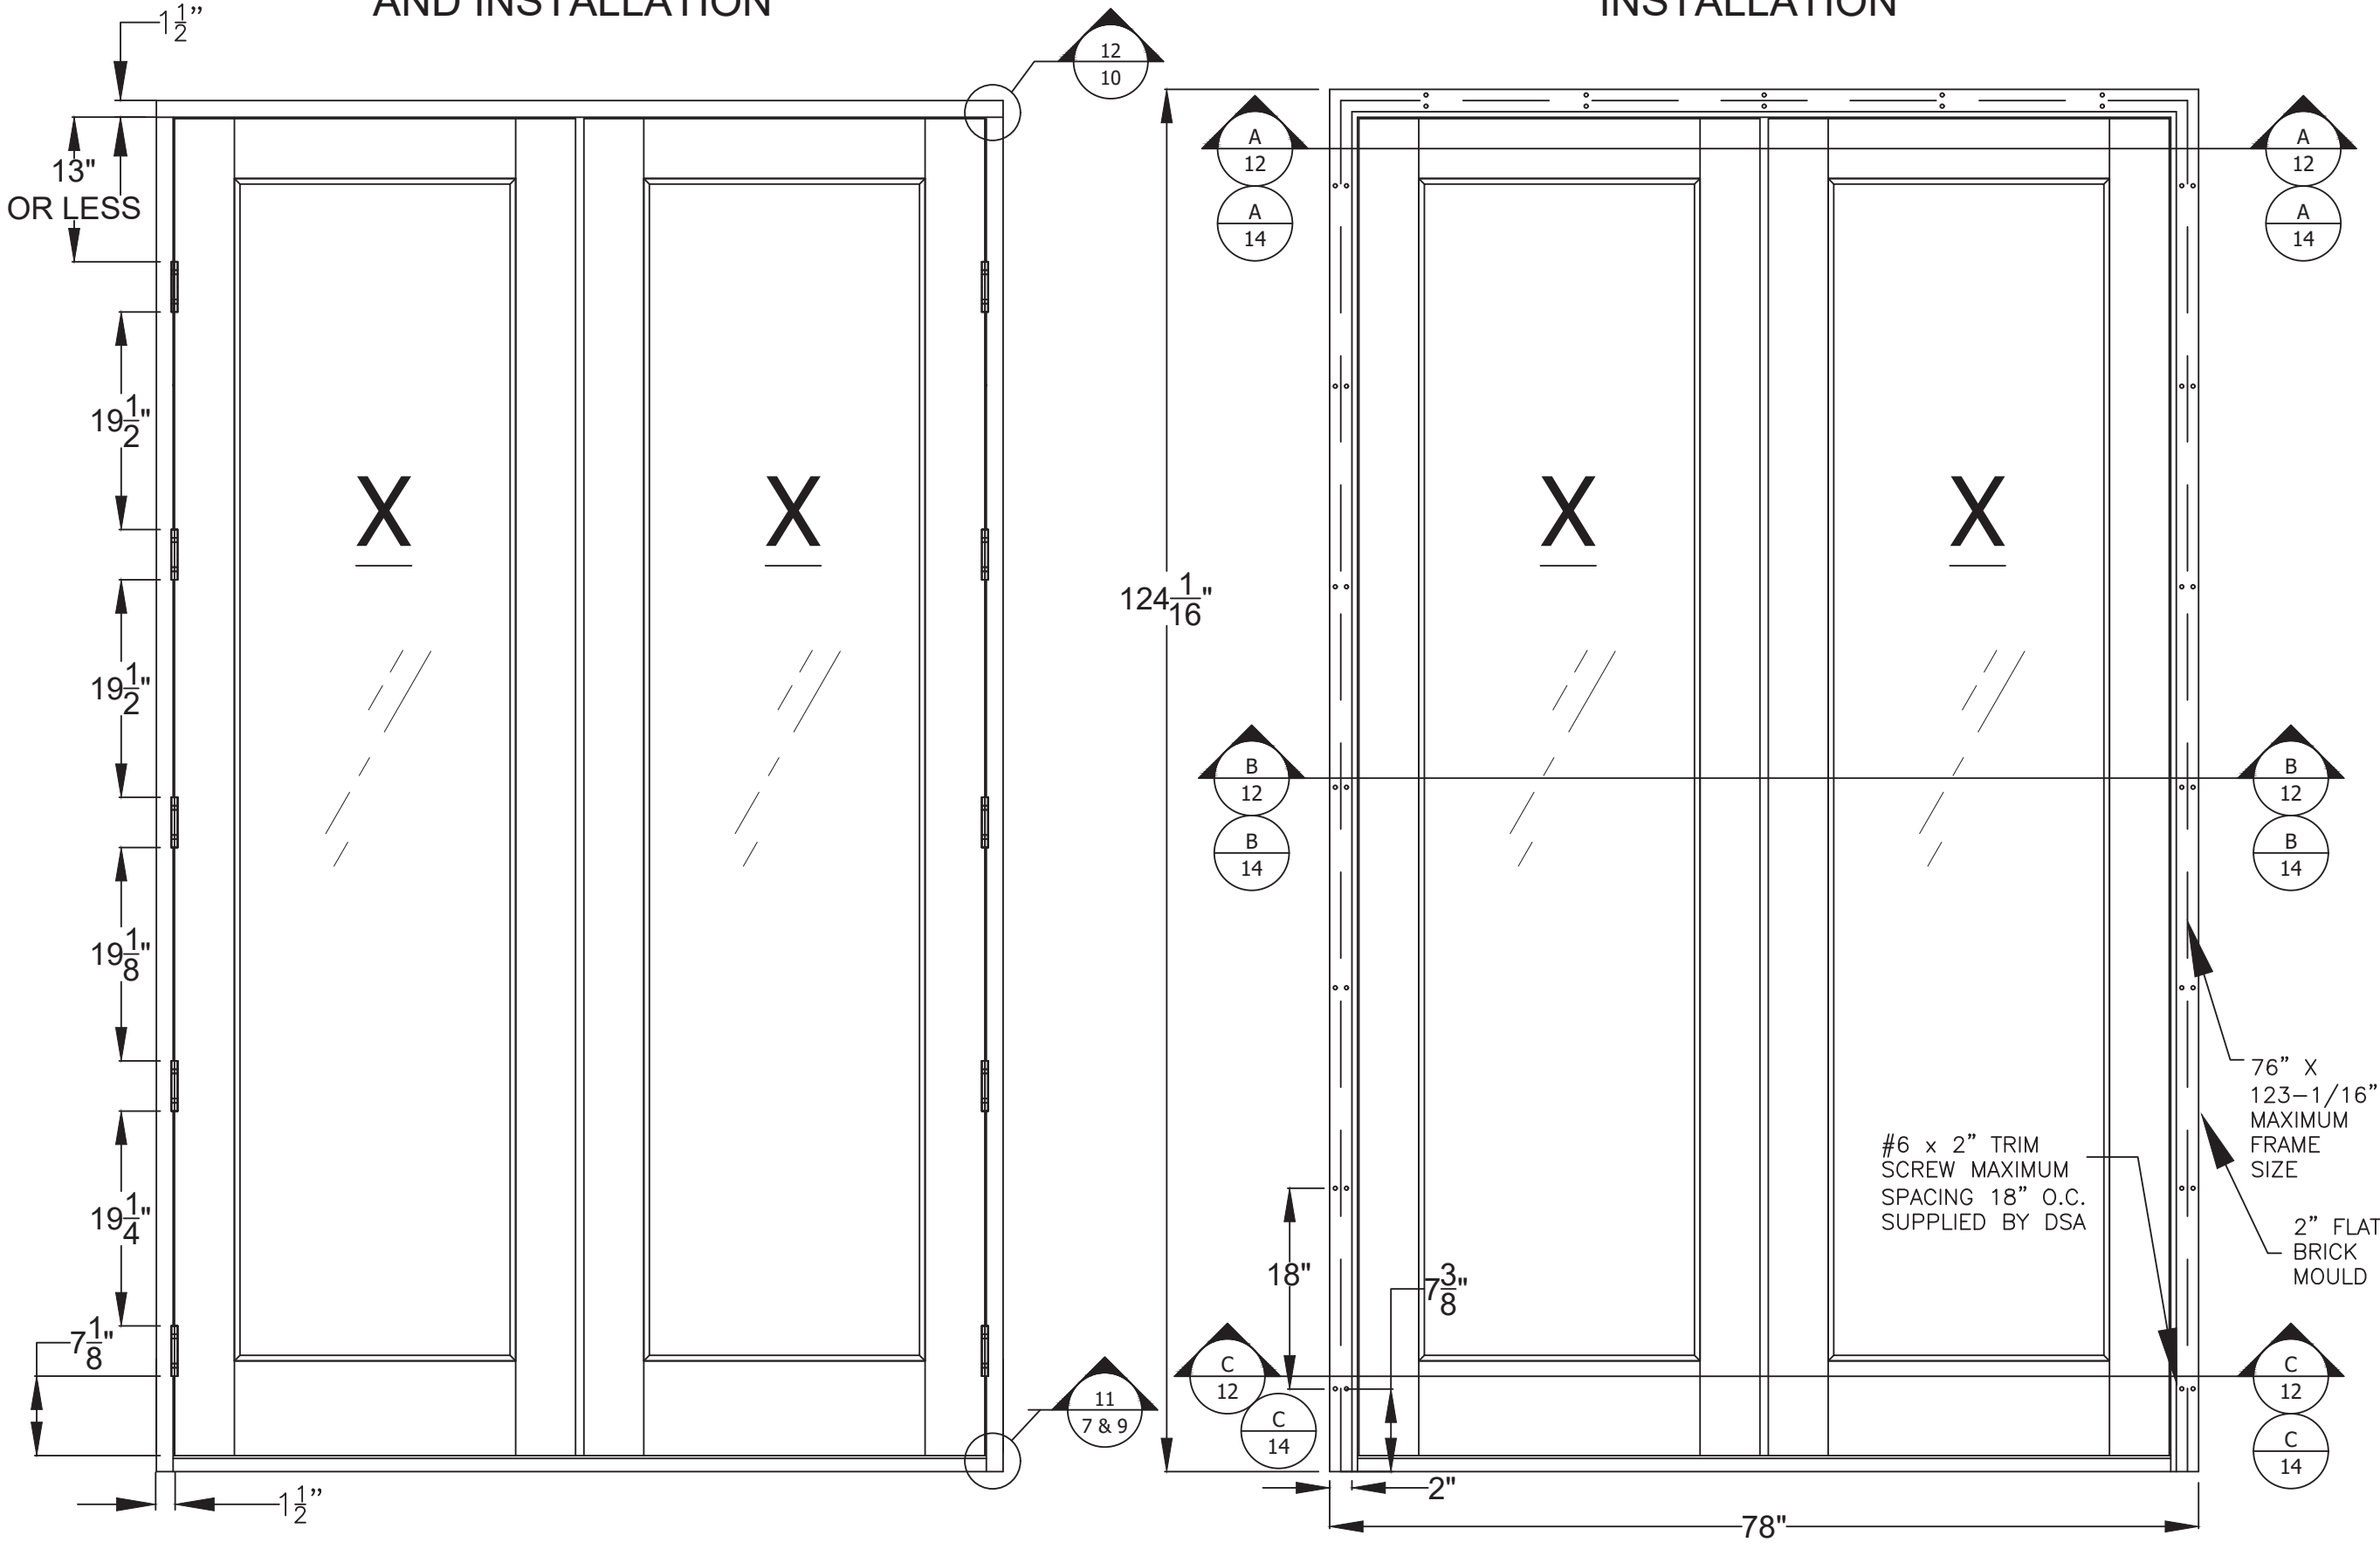 AND INSTALLATION
1 1/2”
12
10
13"
OR LESS
19 1/2"
X
X
19 1/2"
19 1/8"
19 1/4"
7 1/8"
11
7 & 9
1 1/2”
INSTALLATION
A
12
A
14
A
12
A
14
X
X
124 1/16"
B
12
B
14
B
12
B
14
76” X
123-1/16”
MAXIMUM
FRAME
SIZE
#6 x 2” TRIM
SCREW MAXIMUM
SPACING 18” O.C.
SUPPLIED BY DSA
2” FLAT
BRICK
MOULD
18"
7 3/8"
C
12
C
14
C
12
C
14
2"
78"